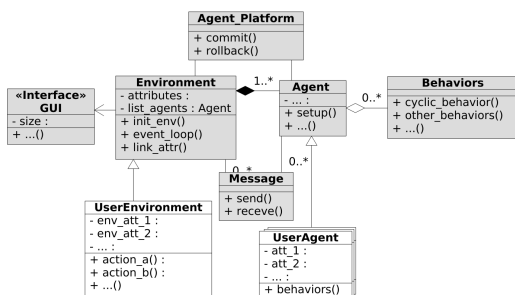 Agent_Platform
+ commit()
+ rollback()
«Interface»
GUI
- size :
+ ...()
Environment
- attributes :
- list_agents : Agent
+ init_env()
+ event_loop()
+ link_attr()
1..*
Agent
- ... :
+ setup()
+ ...()
0..*
Behaviors
+ cyclic_behavior()
+ other_behaviors()
+ ...()
0..*
0..*
Message
+ send()
+ receve()
UserEnvironment
- env_att_1 :
- env_att_2 :
- ... :
+ action_a() :
+ action_b() :
+ ...()
UserAgent
- att_1 :
- att_2 :
- ... :
+ behaviors()